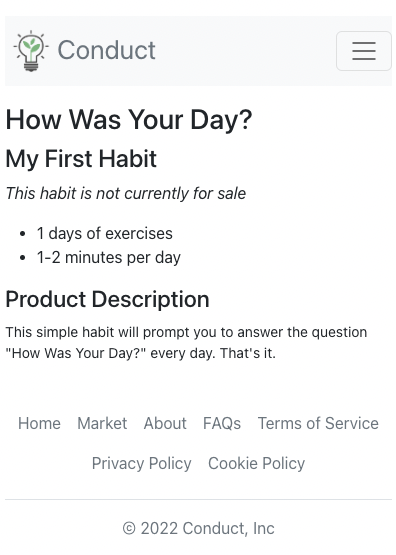 Conduct
How Was Your Day?
My First Habit
This habit is not currently for sale
• 1 days of exercises
• 1-2 minutes per day
Product Description
This simple habit will prompt you to answer the question
"How Was Your Day?" every day. That's it.
Home Market About FAQs Terms of Service
Privacy Policy Cookie Policy
© 2022 Conduct, Inc